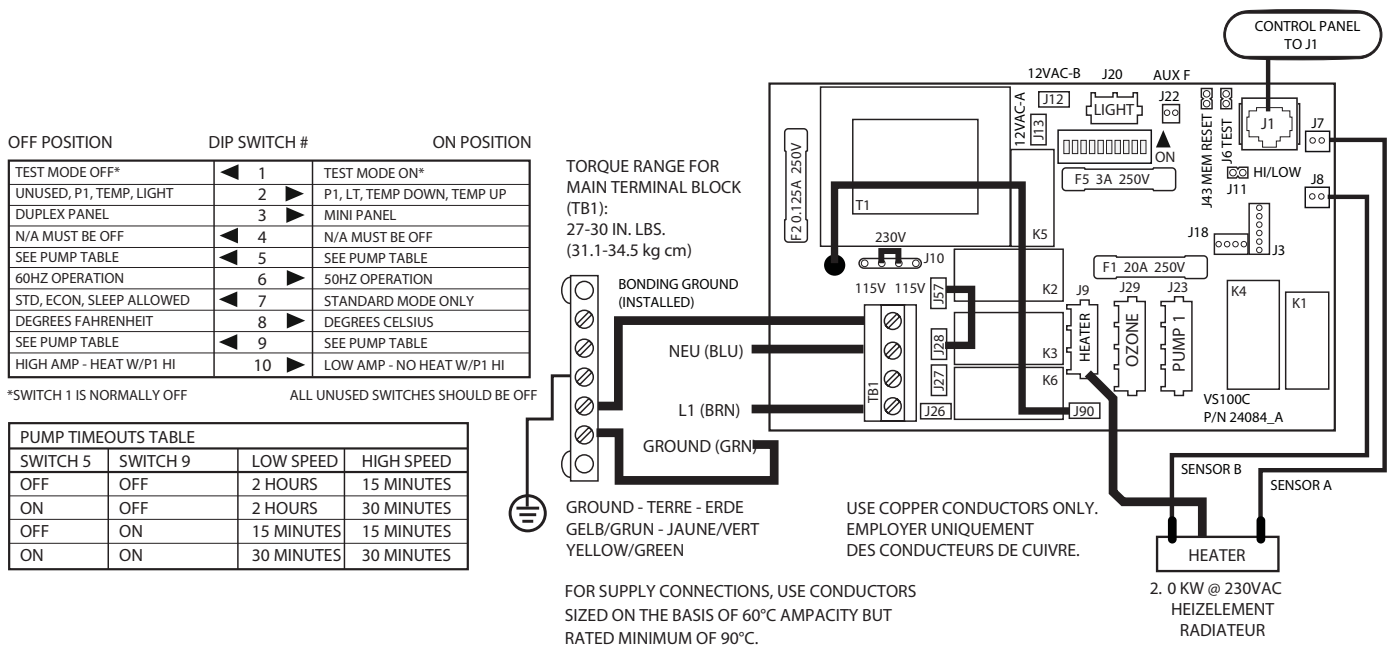 OFF POSITION DIP SWITCH # ON POSITION
TEST MODE OFF* 1 TEST MODE ON*
UNUSED, P1, TEMP, LIGHT 2 P1, LT, TEMP DOWN, TEMP UP
DUPLEX PANEL 3 MINI PANEL
N/A MUST BE OFF 4 N/A MUST BE OFF
SEE PUMP TABLE 5 SEE PUMP TABLE
60HZ OPERATION 6 50HZ OPERATION
STD, ECON, SLEEP ALLOWED 7 STANDARD MODE ONLY
DEGREES FAHRENHEIT 8 DEGREES CELSIUS
SEE PUMP TABLE 9 SEE PUMP TABLE
HIGH AMP - HEAT W/P1 HI 10 LOW AMP - NO HEAT W/P1 HI
*SWITCH 1 IS NORMALLY OFF ALL UNUSED SWITCHES SHOULD BE OFF
PUMP TIMEOUTS TABLE
SWITCH 5 SWITCH 9 LOW SPEED HIGH SPEED
OFF OFF 2 HOURS 15 MINUTES
ON OFF 2 HOURS 30 MINUTES
OFF ON 15 MINUTES 15 MINUTES
ON ON 30 MINUTES 30 MINUTES
TORQUE RANGE FOR
MAIN TERMINAL BLOCK
(TB1):
27-30 IN. LBS.
(31.1-34.5 kg cm)
BONDING GROUND
(INSTALLED)
NEU (BLU)
L1 (BRN)
GROUND (GRN)
GROUND - TERRE - ERDE
GELB/GRUN - JAUNE/VERT
YELLOW/GREEN
FOR SUPPLY CONNECTIONS, USE CONDUCTORS
SIZED ON THE BASIS OF 60°C AMPACITY BUT
RATED MINIMUM OF 90°C.
USE COPPER CONDUCTORS ONLY.
EMPLOYER UNIQUEMENT
DES CONDUCTEURS DE CUIVRE.
CONTROL PANEL
TO J1
12VAC-B J20 AUX F
J12
LIGHT
J22
12VAC-A
J13
ON
J43 MEM RESET
J6 TEST
J1
J7
HI/LOW
J11
J8
F5 3A 250V
F2 0.125A 250V
T1
K5
230V
J10
115V 115V
J18
J3
F1 20A 250V
J57
K2
J9
HEATER
J29
OZONE
J23
PUMP 1
K4
K1
J28
K3
J27
K6
TB1
J26
J90
VS100C
P/N 24084_A
SENSOR B
SENSOR A
HEATER
2. 0 KW @ 230VAC
HEIZELEMENT
RADIATEUR